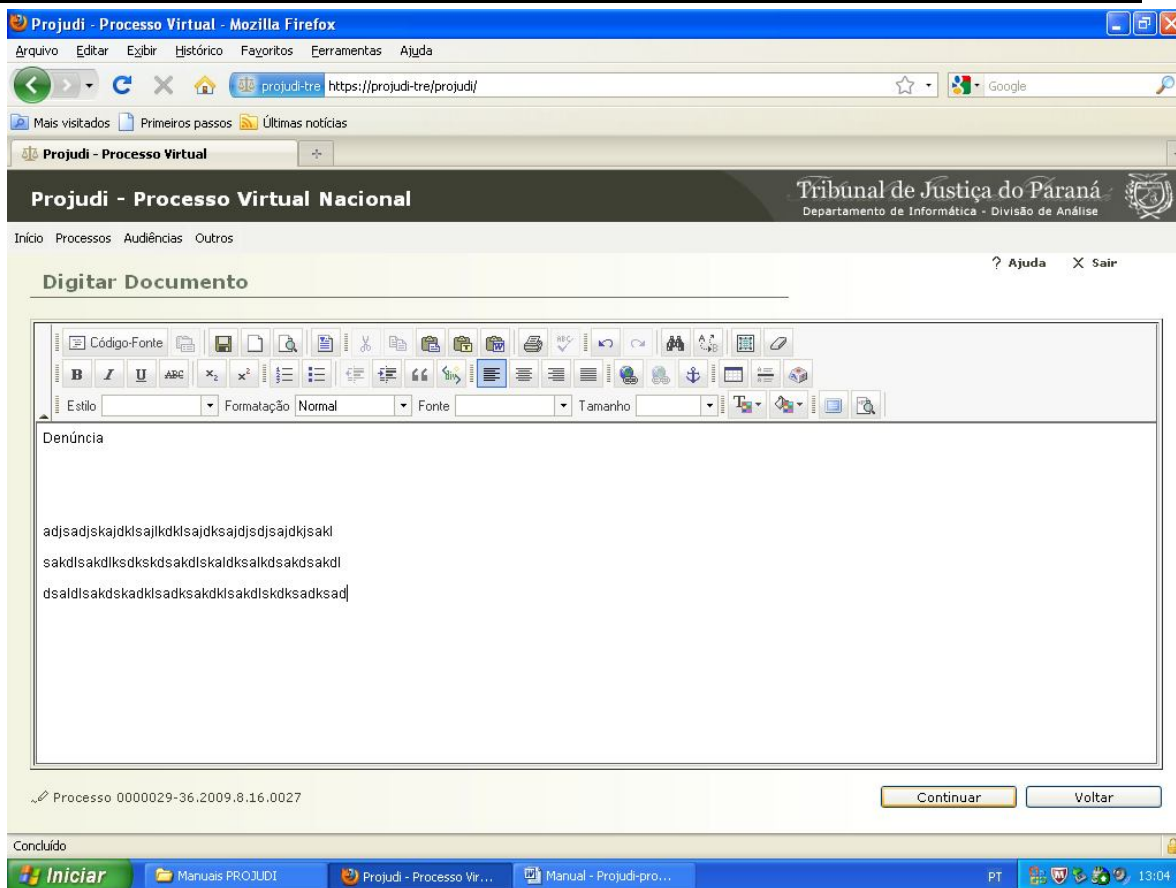 Projudi - Processo Virtual - Mozilla Firefox
Arquivo Editar Exibir Histórico Favoritos Ferramentas Ajuda
projudi-tre https://projudi-tre/projudi/ Google
Mais visitados Primeiros passos Últimas notícias
Projudi - Processo Virtual
Projudi - Processo Virtual Nacional
Tribunal de Justiça do Paraná
Departamento de Informática - Divisão de Análise
Início Processos Audiências Outros
? Ajuda X Sair
Digitar Documento
Código-Fonte
B I U ABC x₂ x²
Estilo Formatação Normal Fonte Tamanho
Denúncia
adjsadjskajdklsajlkdklsajdksajdjsdjsajdkjsakl
sakdlsakdlksdkskdsakdlskaldksalkdsakdsakdl
dsaldlsakdskadklsadksakdklsakdlskdksadksad
Processo 0000029-36.2009.8.16.0027
Continuar Voltar
Concluído
Iniciar Manuais PROJUDI Projudi - Processo Vir... Manual - Projudi-pro... PT 13:04